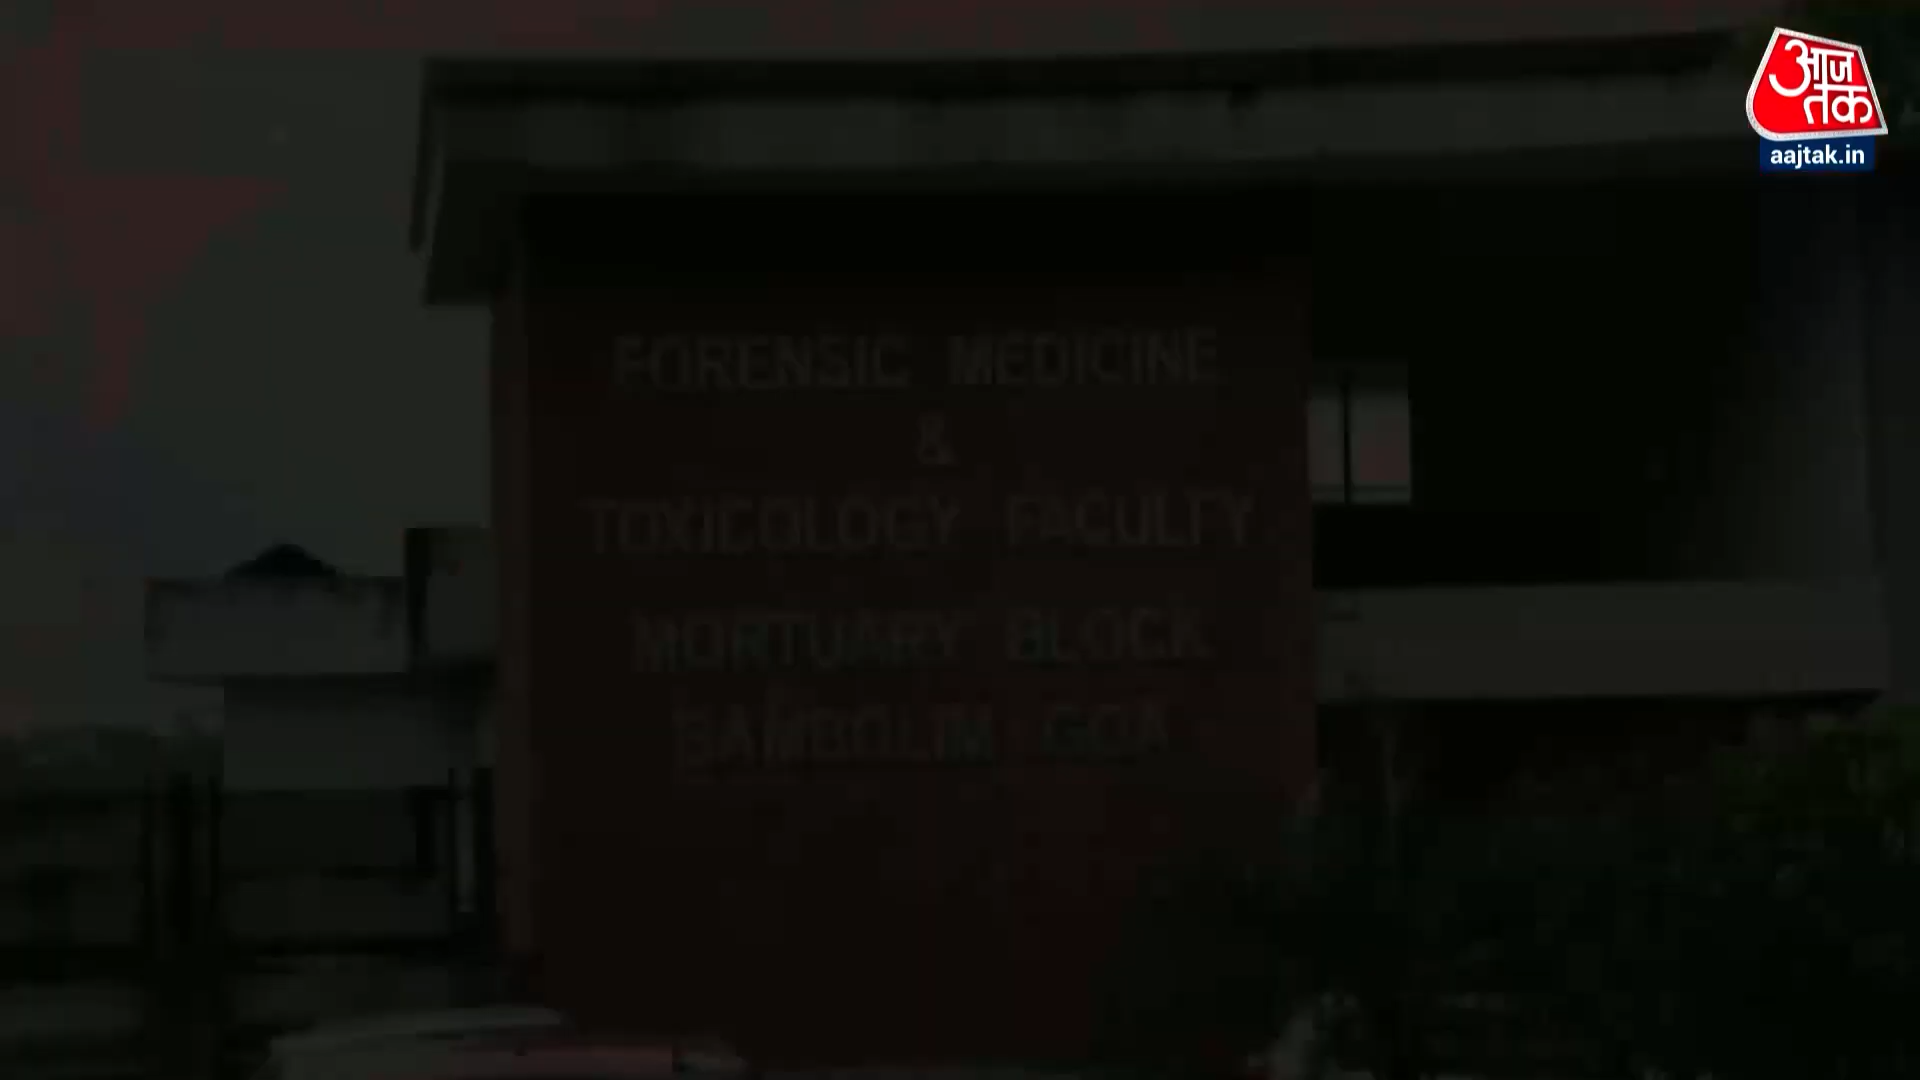 आज
तक
aajtak.in
FORENSIC MEDICINE
&
TOXICOLOGY FACULTY
MORTUARY BLOCK
BAMBOLIM-GOA